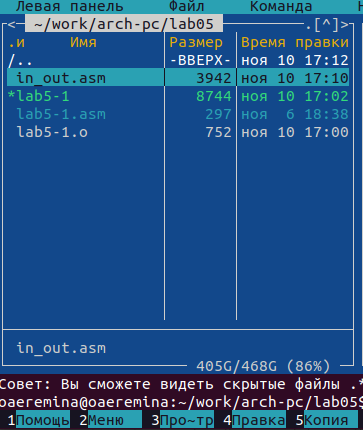 Левая панель Файл Команда
<─ ~/work/arch-pc/lab05 ─.[^]>
.и Имя Размер Время правки
/.. -ВВЕРХ- ноя 10 17:12
in_out.asm 3942 ноя 10 17:10
*lab5-1 8744 ноя 10 17:02
lab5-1.asm 297 ноя 6 18:38
lab5-1.o 752 ноя 10 17:00
in_out.asm
405G/468G (86%)
Совет: Вы сможете видеть скрытые файлы .*
oaeremina@oaeremina:~/work/arch-pc/lab05$
1Помощь 2Меню 3Про~тр 4Правка 5Копия